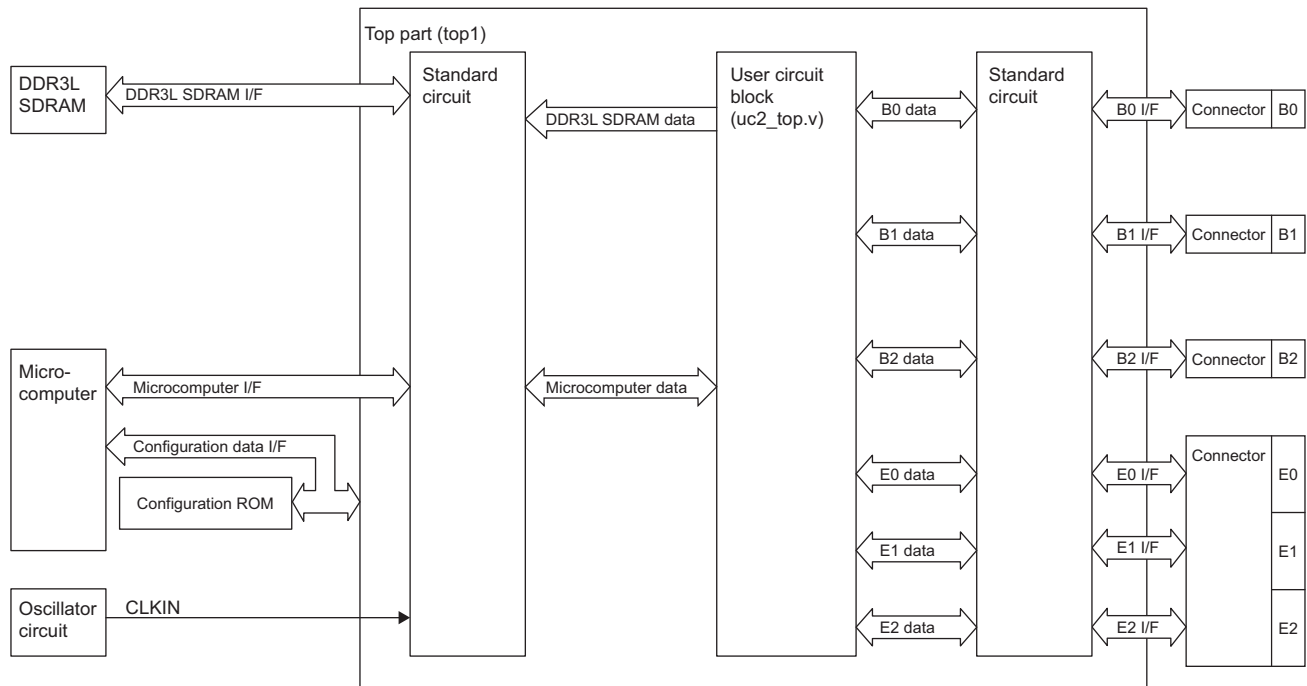 Top part (top1)
DDR3L
SDRAM
DDR3L SDRAM I/F
Standard
circuit
DDR3L SDRAM data
User circuit
block
(uc2_top.v)
B0 data
Standard
circuit
B0 I/F
Connector
B0
B1 data
B1 I/F
Connector
B1
B2 data
B2 I/F
Connector
B2
Micro-
computer
Microcomputer I/F
Microcomputer data
Configuration data I/F
Configuration ROM
E0 data
E0 I/F
Connector
E0
E1 data
E1 I/F
E1
Oscillator
circuit
CLKIN
E2 data
E2 I/F
E2